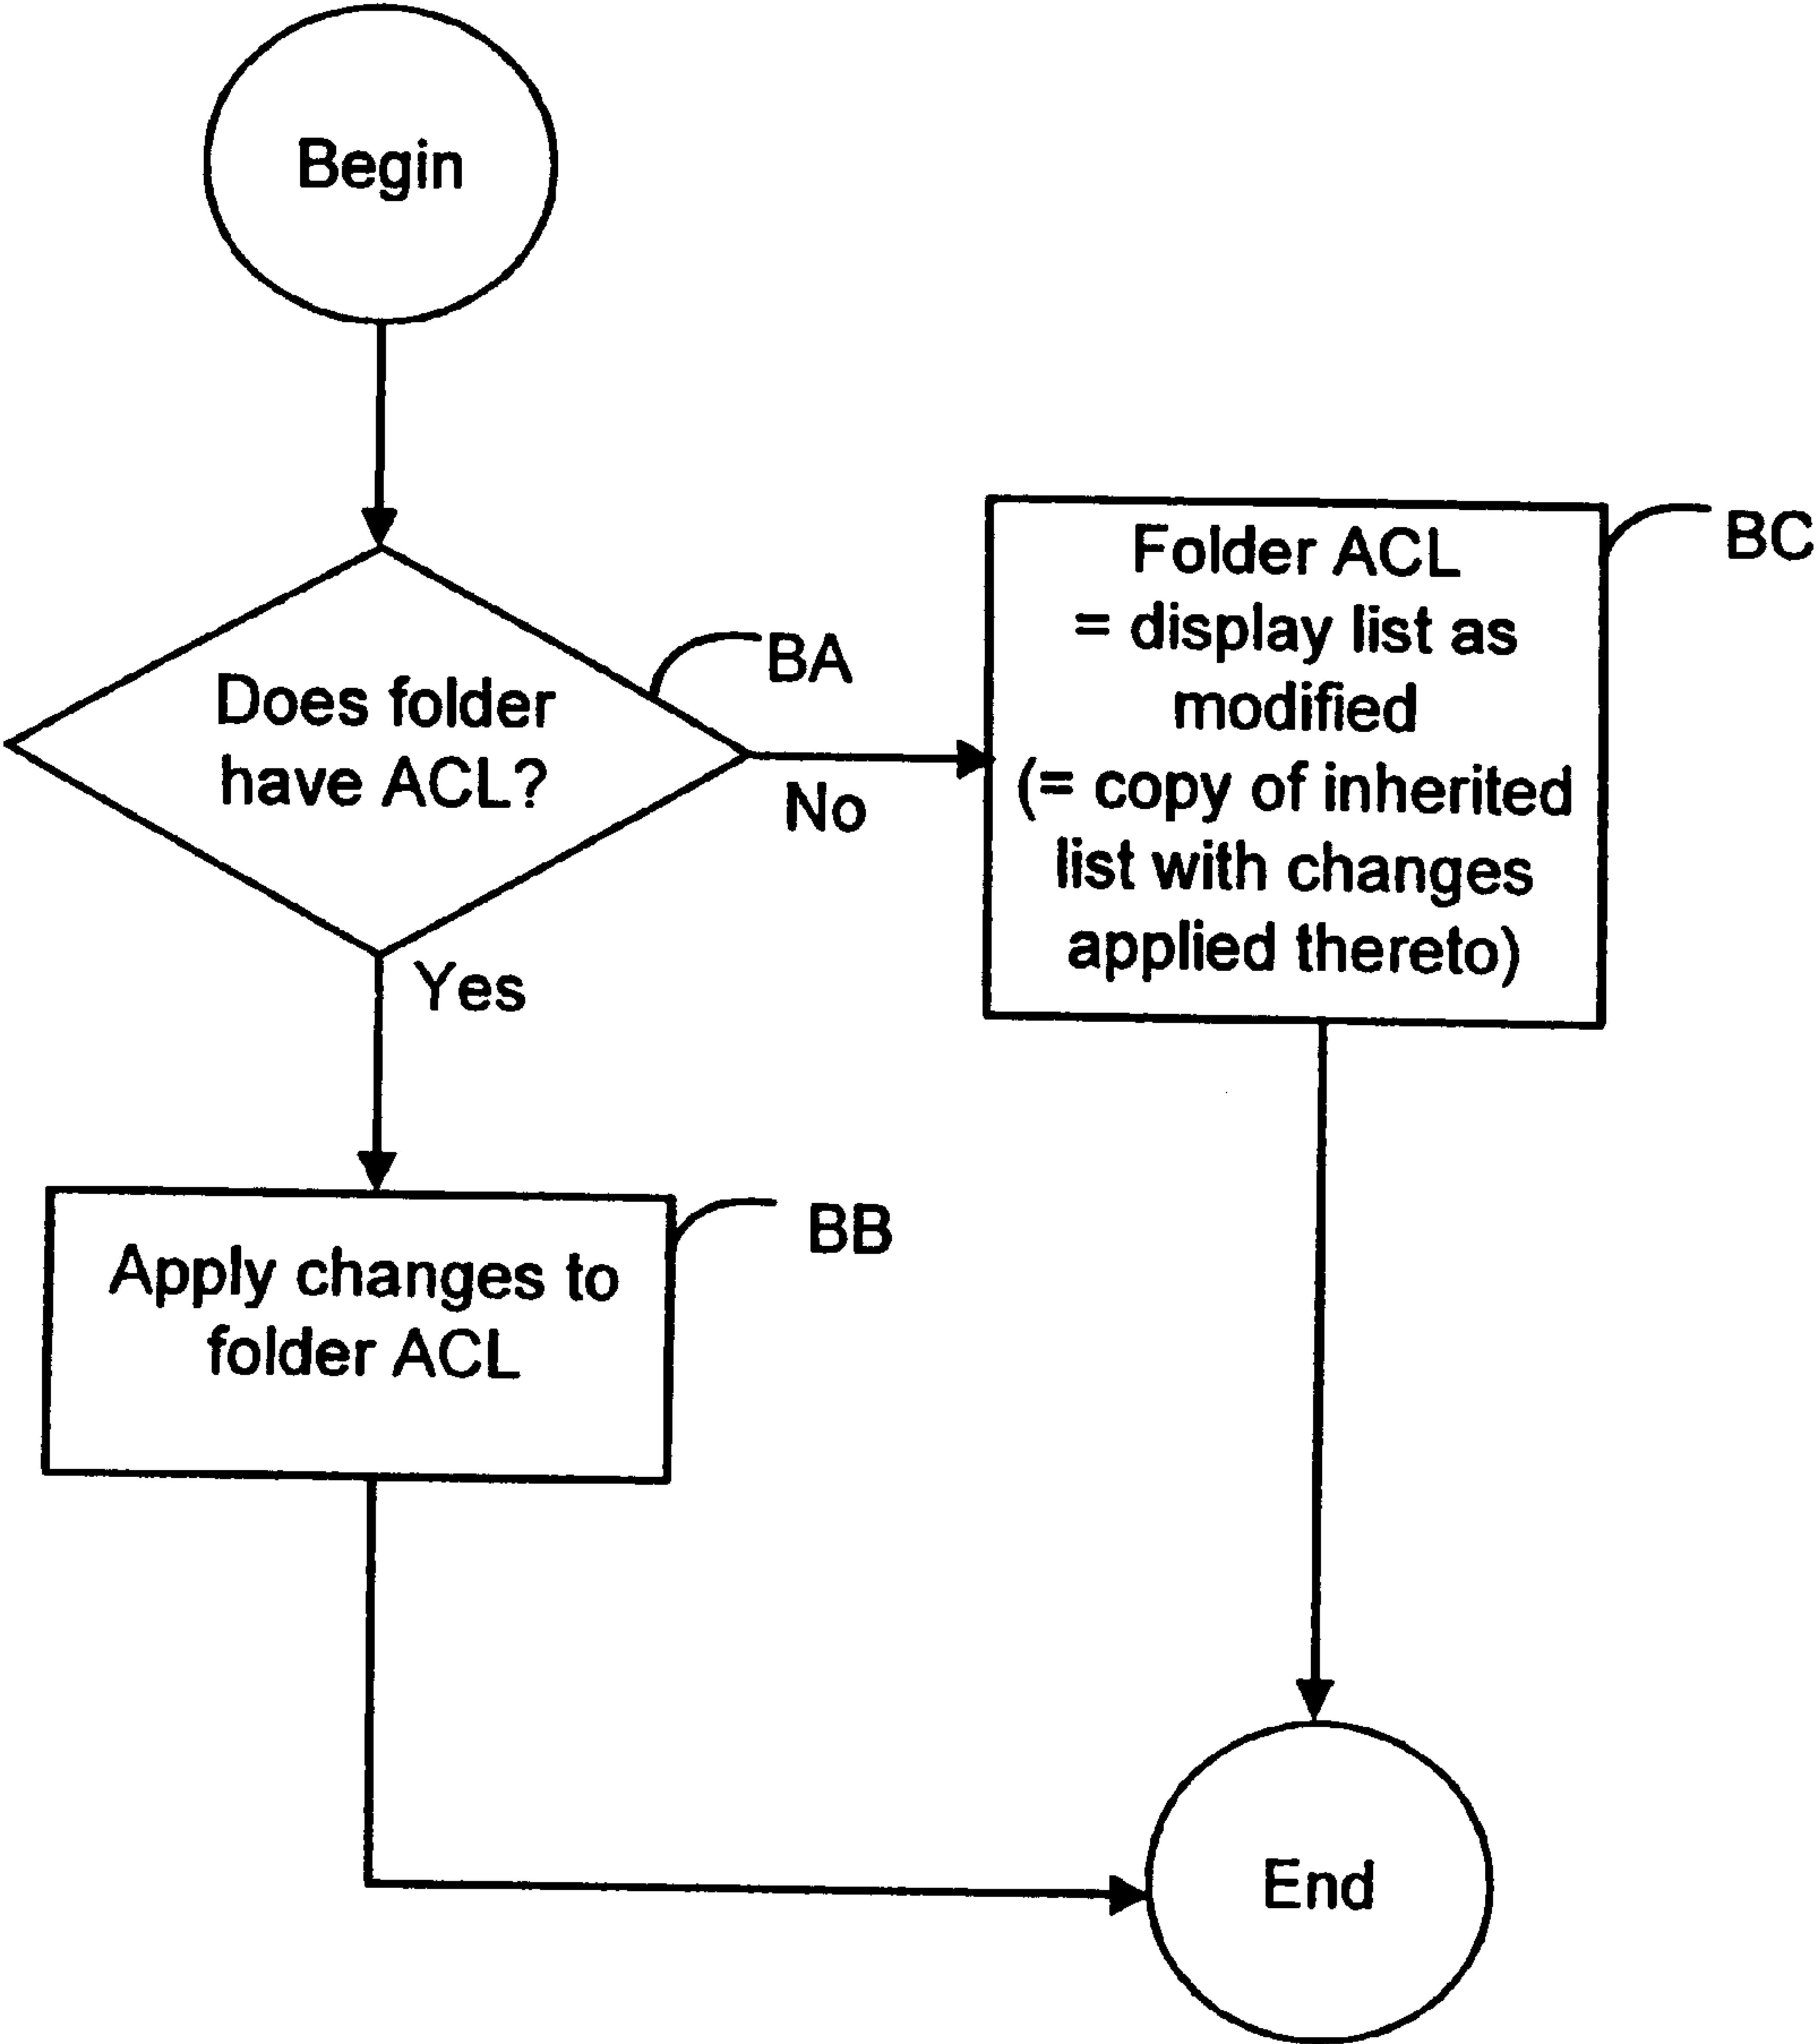 Begin
Does folder
have ACL?
BA
No
Folder ACL
= display list as
modified
(= copy of inherited
list with changes
applied thereto)
BC
Yes
Apply changes to
folder ACL
BB
End